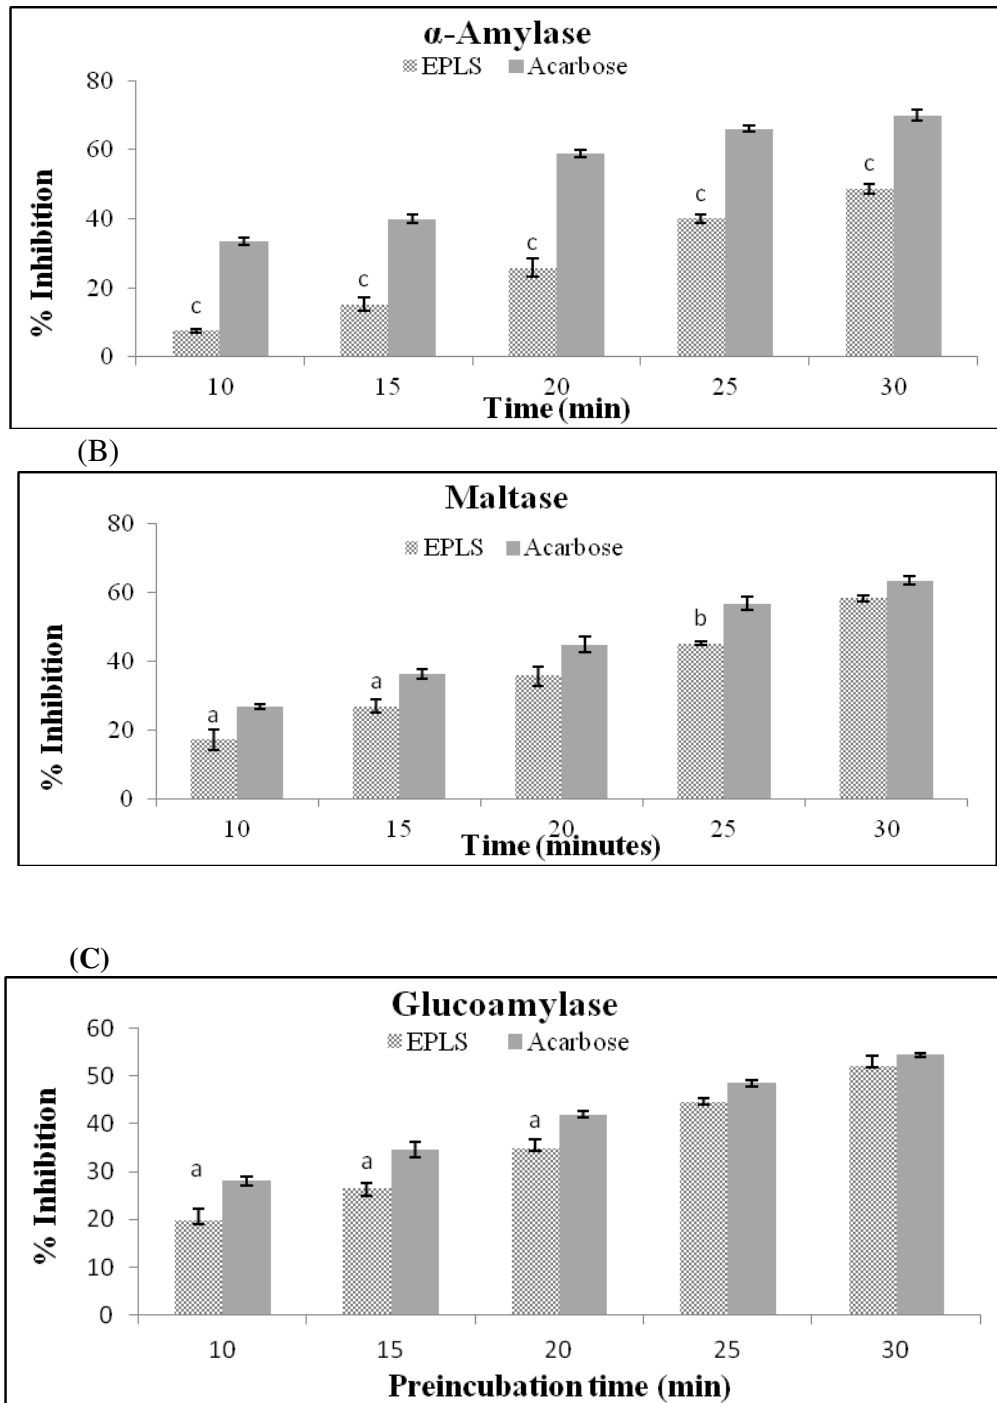 α-Amylase
EPLS Acarbose
% Inhibition
80
60
40
20
0
c c c c c
10 15 20 25 30
Time (min)
(B)
Maltase
EPLS Acarbose
% Inhibition
80
60
40
20
0
a a b
10 15 20 25 30
Time (minutes)
(C)
Glucoamylase
EPLS Acarbose
% Inhibition
60
50
40
30
20
10
0
a a a
10 15 20 25 30
Preincubation time (min)